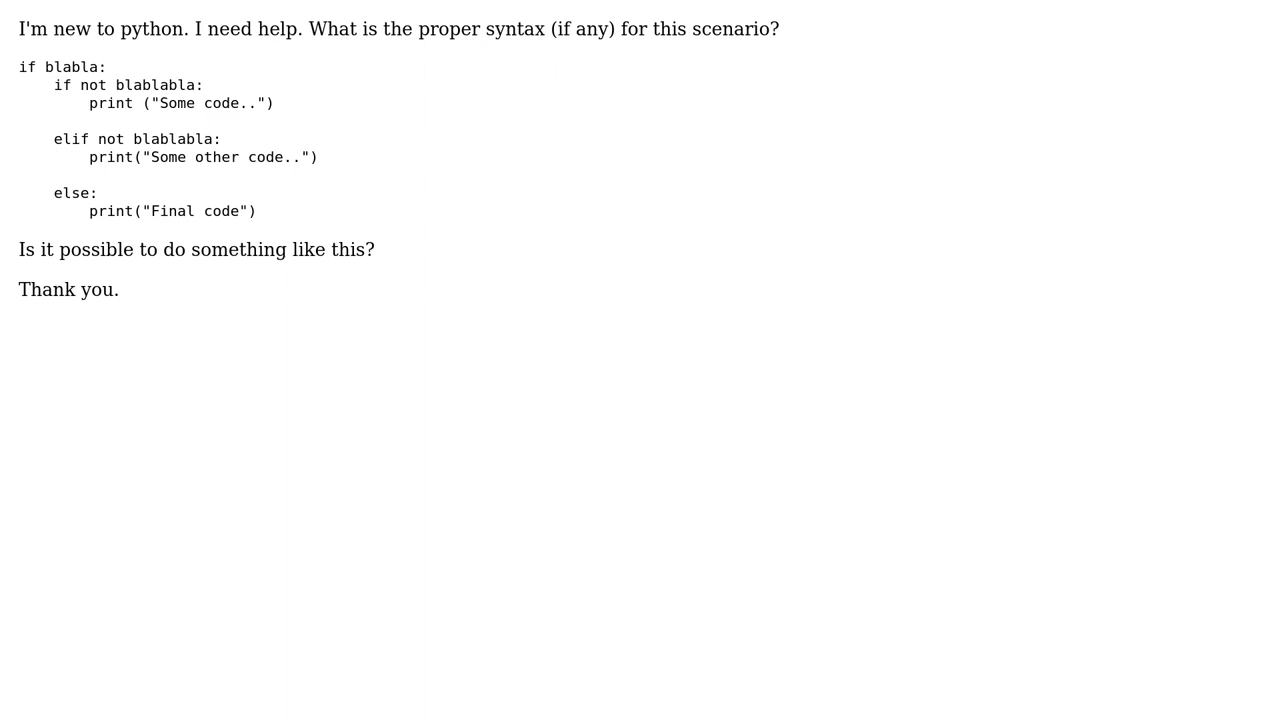 I'm new to python. I need help. What is the proper syntax (if any) for this scenario?
if blabla:
    if not blablabla:
        print ("Some code..")
    elif not blablabla:
        print("Some other code..")
    else:
        print("Final code")
Is it possible to do something like this?
Thank you.